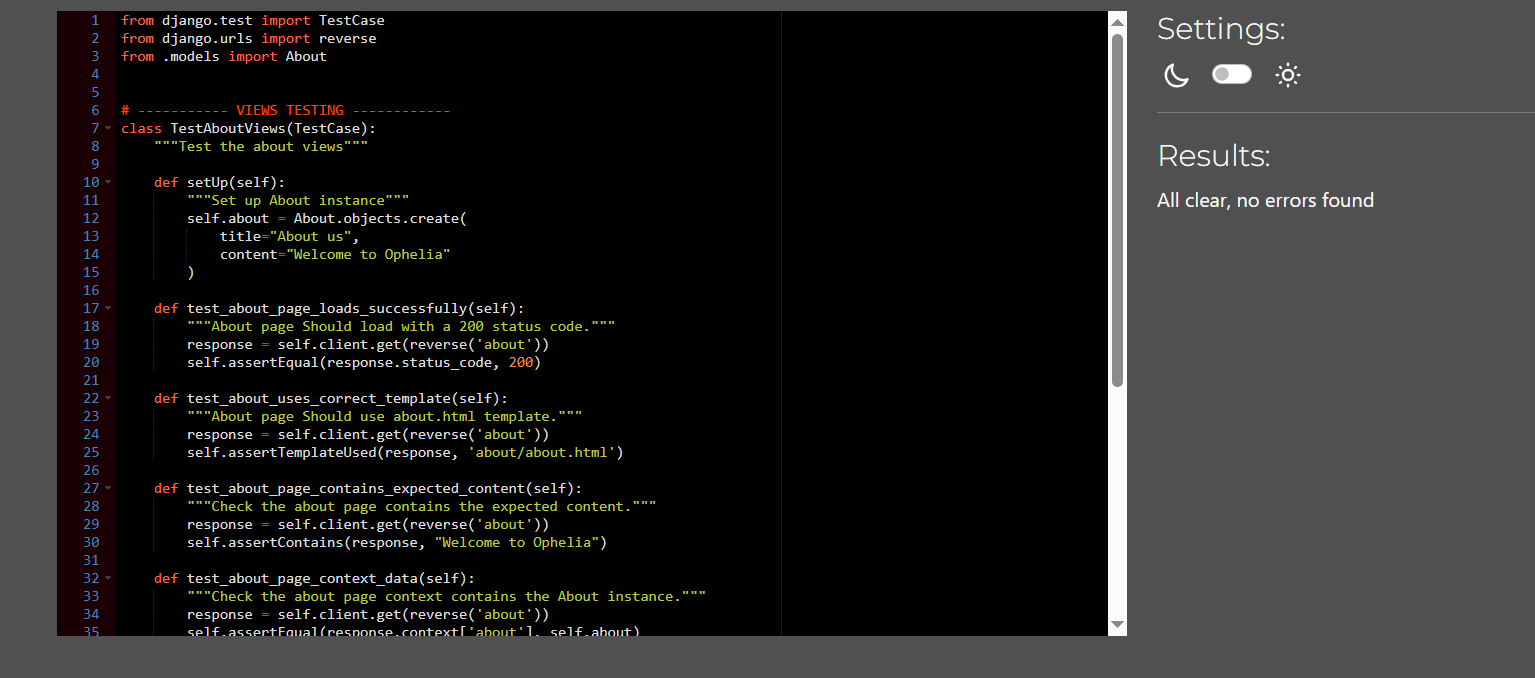 1 from django.test import TestCase
2 from django.urls import reverse
3 from .models import About
4
5
6 # ----------- VIEWS TESTING ------------
7 class TestAboutViews(TestCase):
8     """Test the about views"""
9
10     def setUp(self):
11         """Set up About instance"""
12         self.about = About.objects.create(
13             title="About us",
14             content="Welcome to Ophelia"
15         )
16
17     def test_about_page_loads_successfully(self):
18         """About page Should load with a 200 status code."""
19         response = self.client.get(reverse('about'))
20         self.assertEqual(response.status_code, 200)
21
22     def test_about_uses_correct_template(self):
23         """About page Should use about.html template."""
24         response = self.client.get(reverse('about'))
25         self.assertTemplateUsed(response, 'about/about.html')
26
27     def test_about_page_contains_expected_content(self):
28         """Check the about page contains the expected content."""
29         response = self.client.get(reverse('about'))
30         self.assertContains(response, "Welcome to Ophelia")
31
32     def test_about_page_context_data(self):
33         """Check the about page context contains the About instance."""
34         response = self.client.get(reverse('about'))
35         self.assertEqual(response.context['about'], self.about)
Settings:
Results:
All clear, no errors found